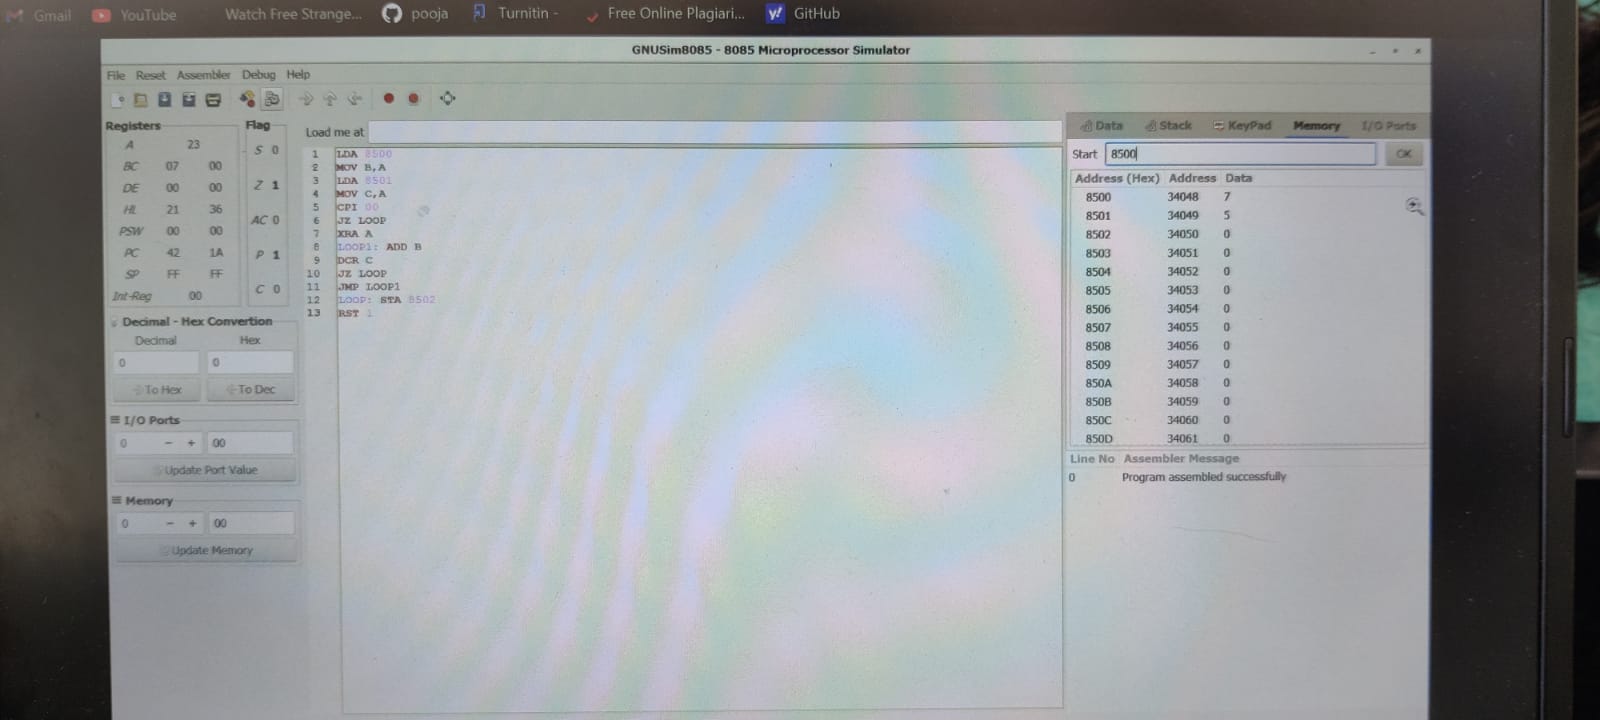 Gmail YouTube Watch Free Strange... pooja Turnitin - Free Online Plagiari... y! GitHub
GNUSim8085 - 8085 Microprocessor Simulator
File Reset Assembler Debug Help
Registers
A 23
BC 07 00
DE 00 00
HL 21 36
PSW 00 00
PC 42 1A
SP FF FF
Int-Reg 00
Flag
S 0
Z 1
AC 0
P 1
C 0
Decimal - Hex Convertion
Decimal Hex
0 0
To Hex To Dec
I/O Ports
0 - + 00
Update Port Value
Memory
0 - + 00
Update Memory
Load me at
1 LDA 8500
2 MOV B,A
3 LDA 8501
4 MOV C,A
5 CPI 00
6 JZ LOOP
7 XRA A
8 LOOP1: ADD B
9 DCR C
10 JZ LOOP
11 JMP LOOP1
12 LOOP: STA 8502
13 RST 1
Data Stack KeyPad Memory I/O Ports
Start 8500 OK
Address (Hex) Address Data
8500 34048 7
8501 34049 5
8502 34050 0
8503 34051 0
8504 34052 0
8505 34053 0
8506 34054 0
8507 34055 0
8508 34056 0
8509 34057 0
850A 34058 0
850B 34059 0
850C 34060 0
850D 34061 0
Line No Assembler Message
0 Program assembled successfully